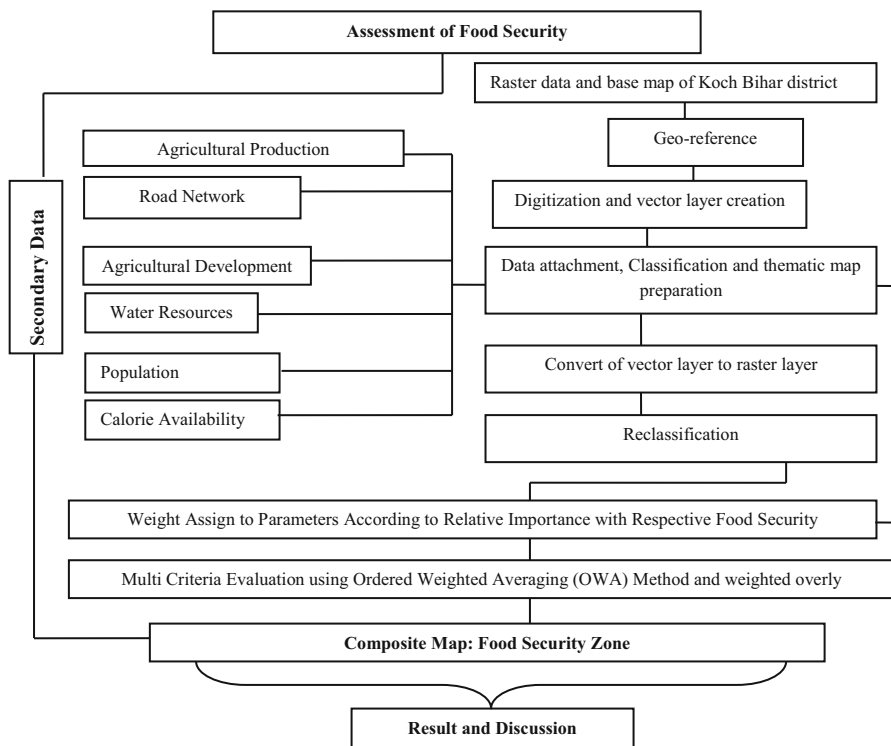 Assessment of Food Security
Raster data and base map of Koch Bihar district
Geo-reference
Digitization and vector layer creation
Data attachment, Classification and thematic map
preparation
Convert of vector layer to raster layer
Reclassification
Secondary Data
Agricultural Production
Road Network
Agricultural Development
Water Resources
Population
Calorie Availability
Weight Assign to Parameters According to Relative Importance with Respective Food Security
Multi Criteria Evaluation using Ordered Weighted Averaging (OWA) Method and weighted overly
Composite Map: Food Security Zone
Result and Discussion